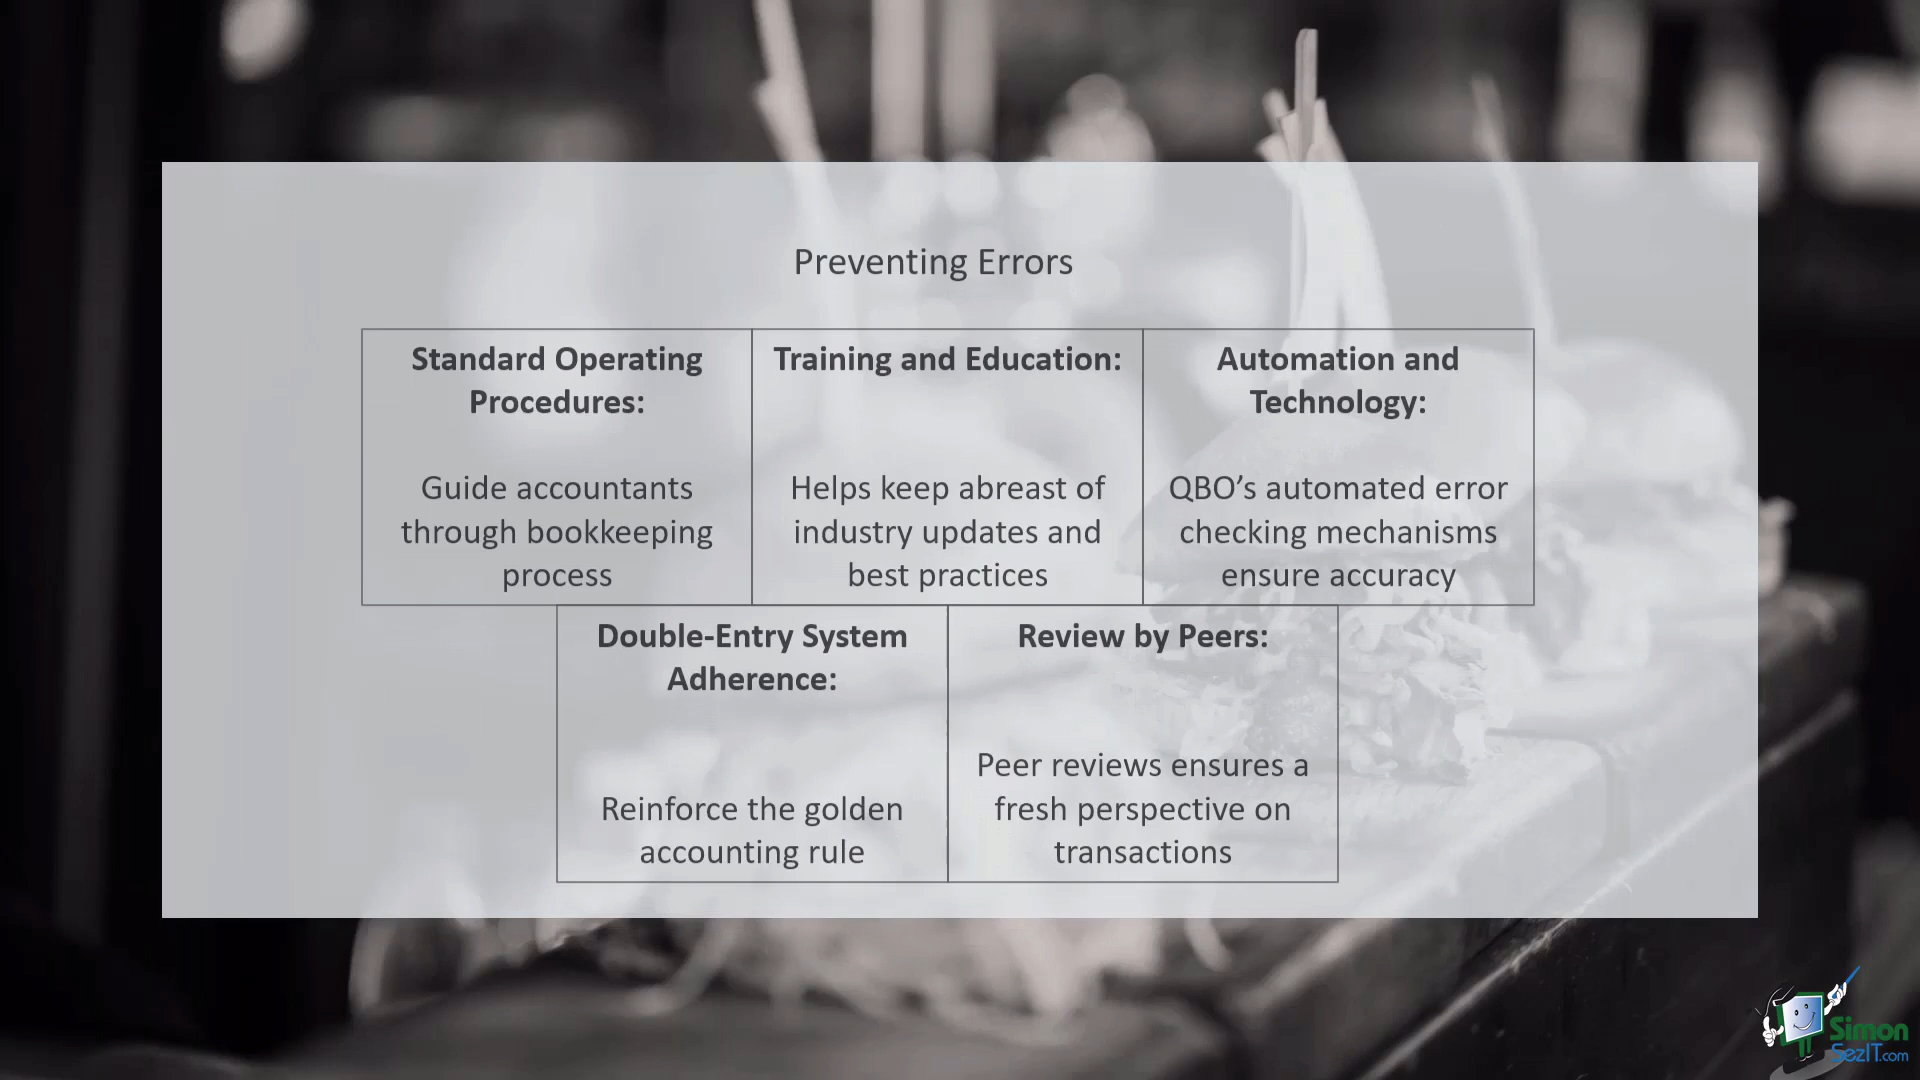 Preventing Errors
Standard Operating
Procedures:
Guide accountants
through bookkeeping
process
Training and Education:
Helps keep abreast of
industry updates and
best practices
Automation and
Technology:
QBO’s automated error
checking mechanisms
ensure accuracy
Double-Entry System
Adherence:
Reinforce the golden
accounting rule
Review by Peers:
Peer reviews ensures a
fresh perspective on
transactions
Simon
SezIT.com